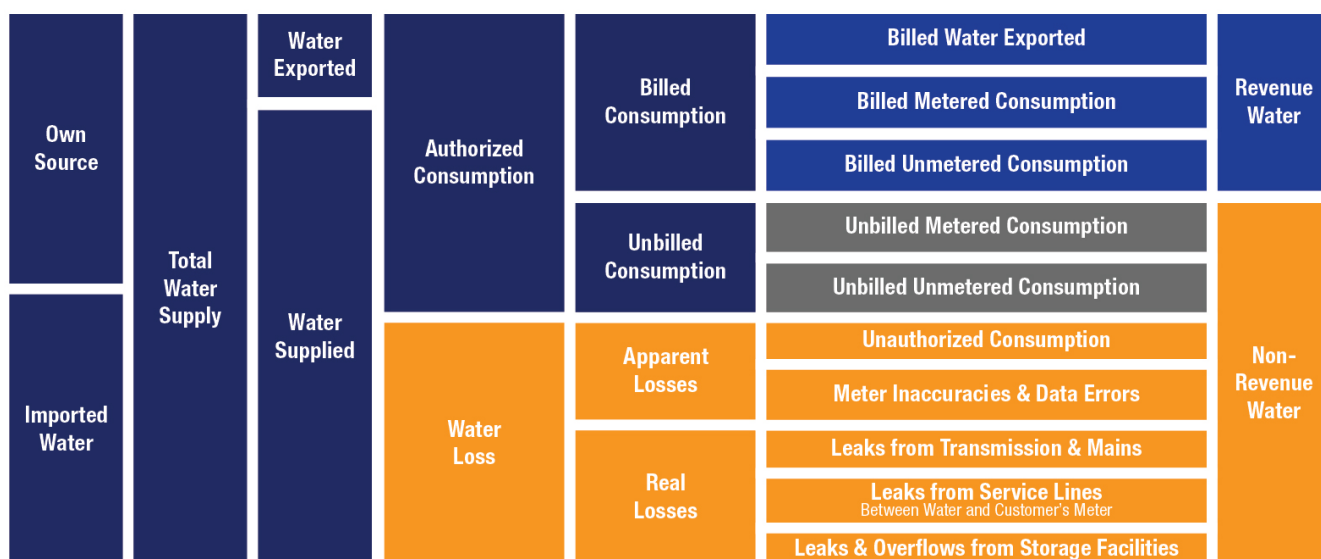 Own
Source
Imported
Water
Total
Water
Supply
Water
Exported
Water
Supplied
Authorized
Consumption
Water
Loss
Billed
Consumption
Unbilled
Consumption
Apparent
Losses
Real
Losses
Billed Water Exported
Billed Metered Consumption
Billed Unmetered Consumption
Unbilled Metered Consumption
Unbilled Unmetered Consumption
Unauthorized Consumption
Meter Inaccuracies & Data Errors
Leaks from Transmission & Mains
Leaks from Service Lines
Between Water and Customer's Meter
Leaks & Overflows from Storage Facilities
Revenue
Water
Non-
Revenue
Water